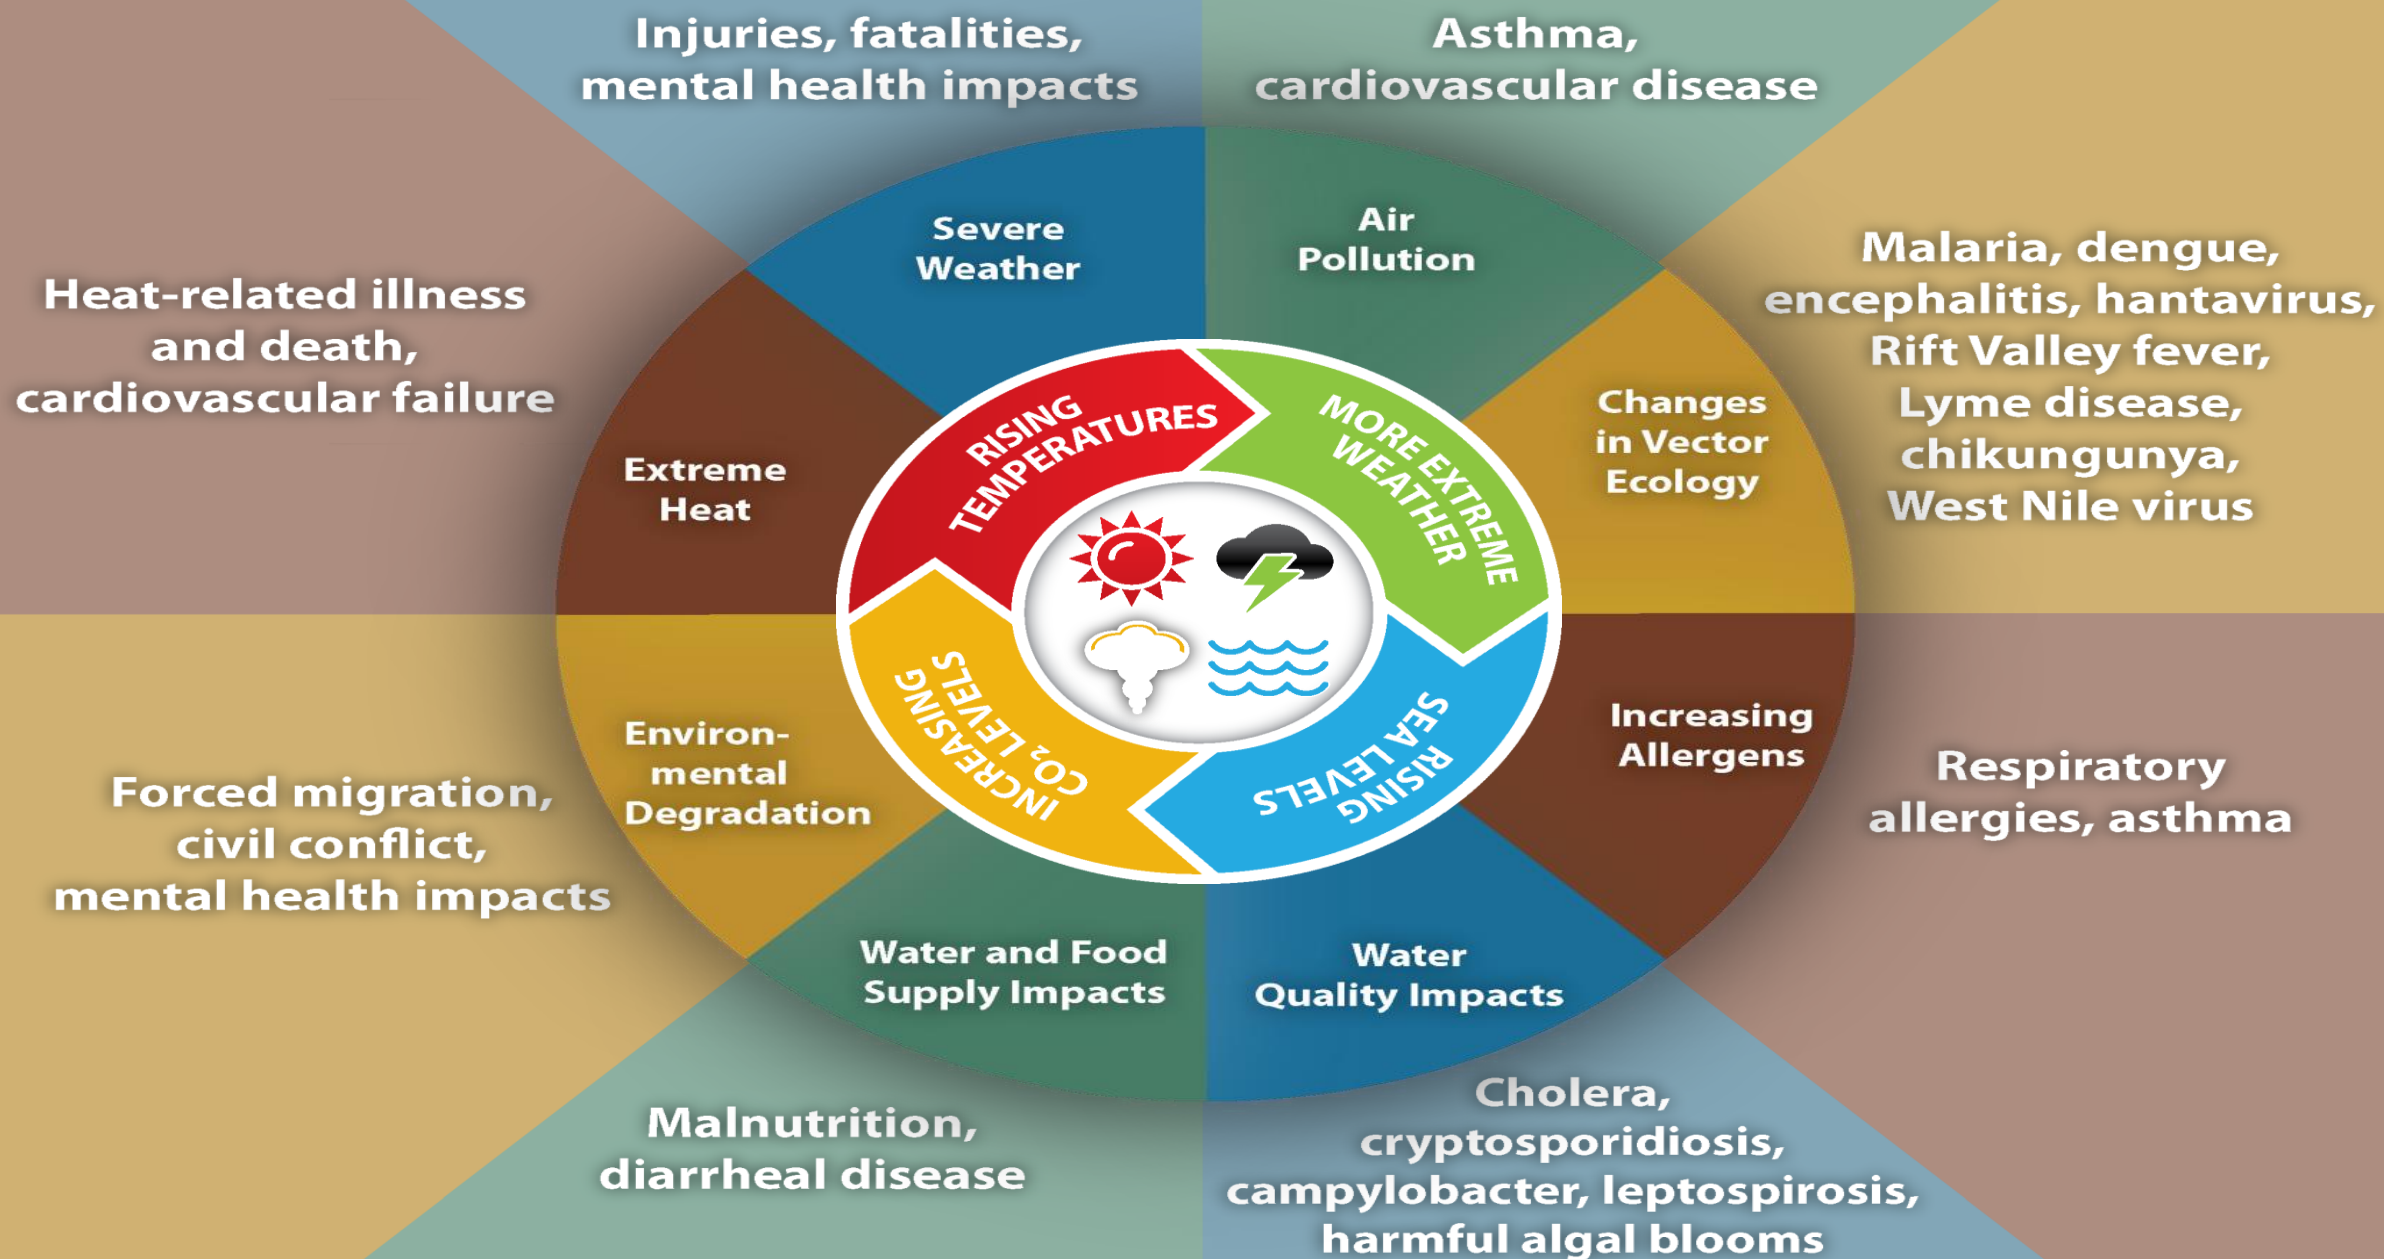 Injuries, fatalities,
mental health impacts
Asthma,
cardiovascular disease
Severe
Weather
Air
Pollution
Heat-related illness
and death,
cardiovascular failure
Extreme
Heat
Changes
in Vector
Ecology
Malaria, dengue,
encephalitis, hantavirus,
Rift Valley fever,
Lyme disease,
chikungunya,
West Nile virus
RISING
TEMPERATURES
MORE EXTREME
WEATHER
INCREASING
CO₂ LEVELS
RISING
SEA LEVELS
Forced migration,
civil conflict,
mental health impacts
Environ-
mental
Degradation
Increasing
Allergens
Respiratory
allergies, asthma
Water and Food
Supply Impacts
Water
Quality Impacts
Malnutrition,
diarrheal disease
Cholera,
cryptosporidiosis,
campylobacter, leptospirosis,
harmful algal blooms